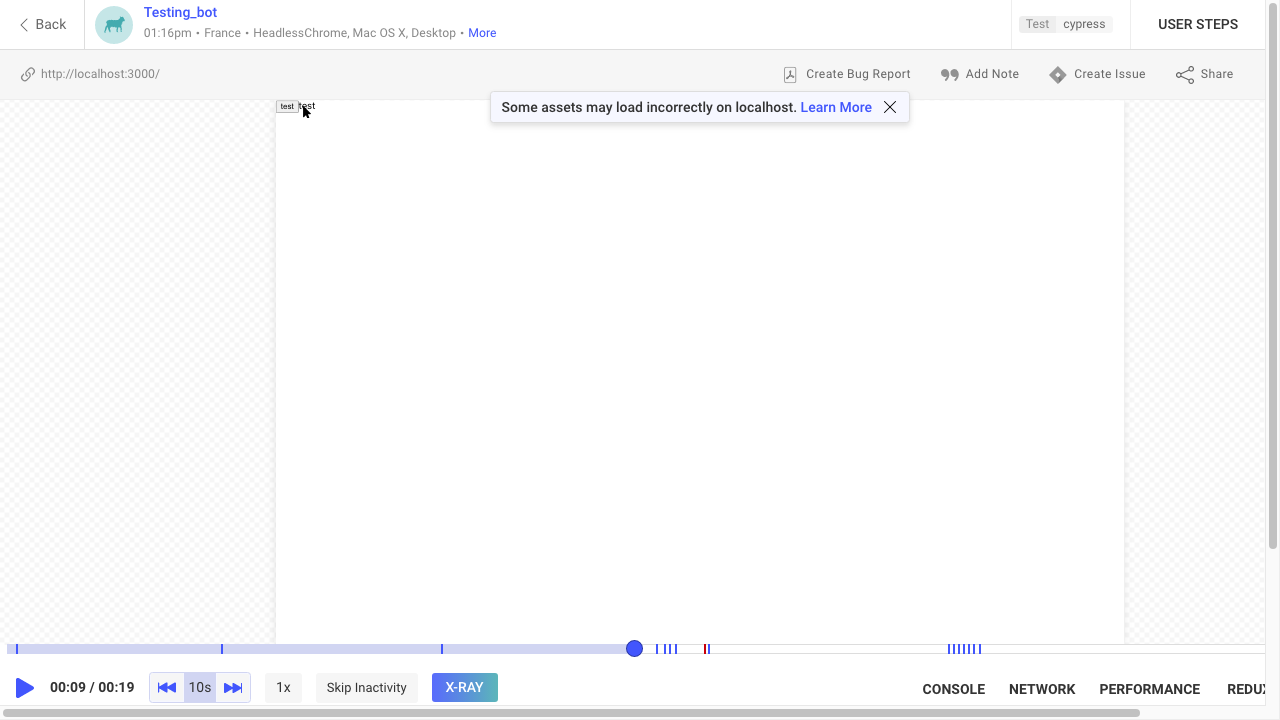 Back
Testing_bot
01:16pm • France • HeadlessChrome, Mac OS X, Desktop • More
Test cypress
USER STEPS
http://localhost:3000/
Create Bug Report
Add Note
Create Issue
Share
test test
Some assets may load incorrectly on localhost. Learn More
00:09 / 00:19
10s
1x
Skip Inactivity
X-RAY
CONSOLE
NETWORK
PERFORMANCE
REDUX